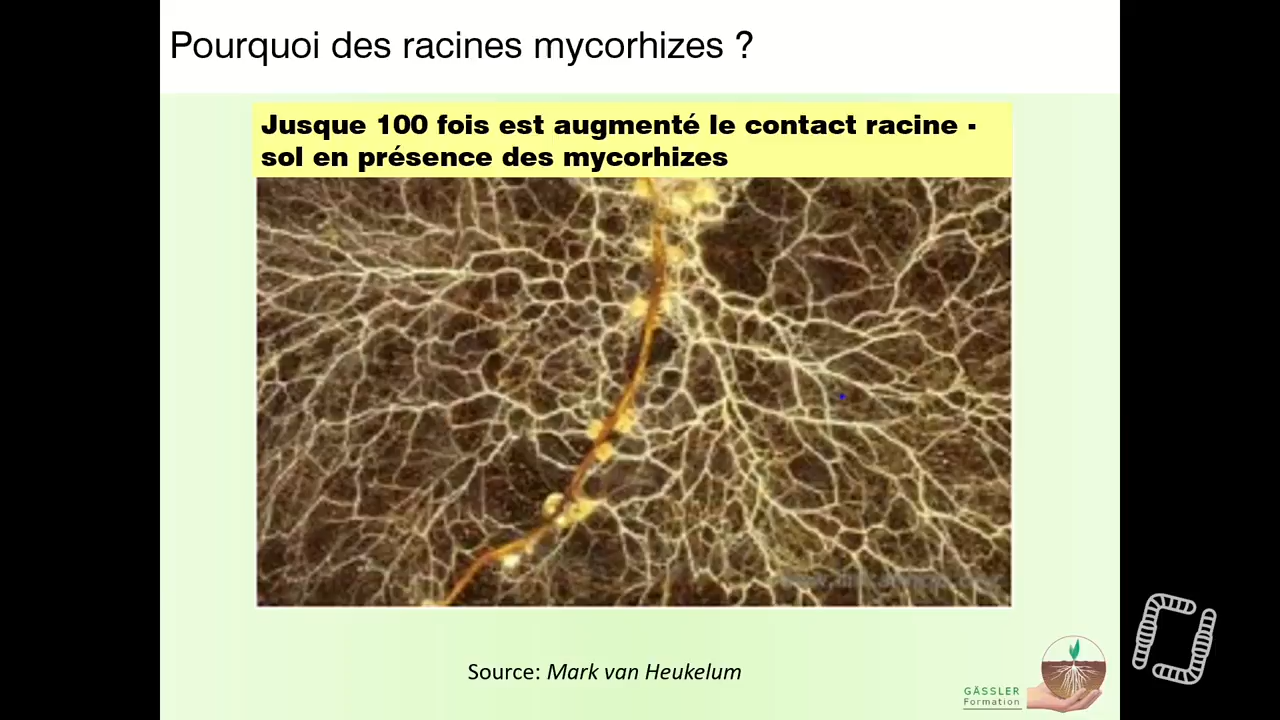 Pourquoi des racines mycorhizes ?
Jusque 100 fois est augmenté le contact racine -
sol en présence des mycorhizes
Source: Mark van Heukelum
GÄSSLER
Formation